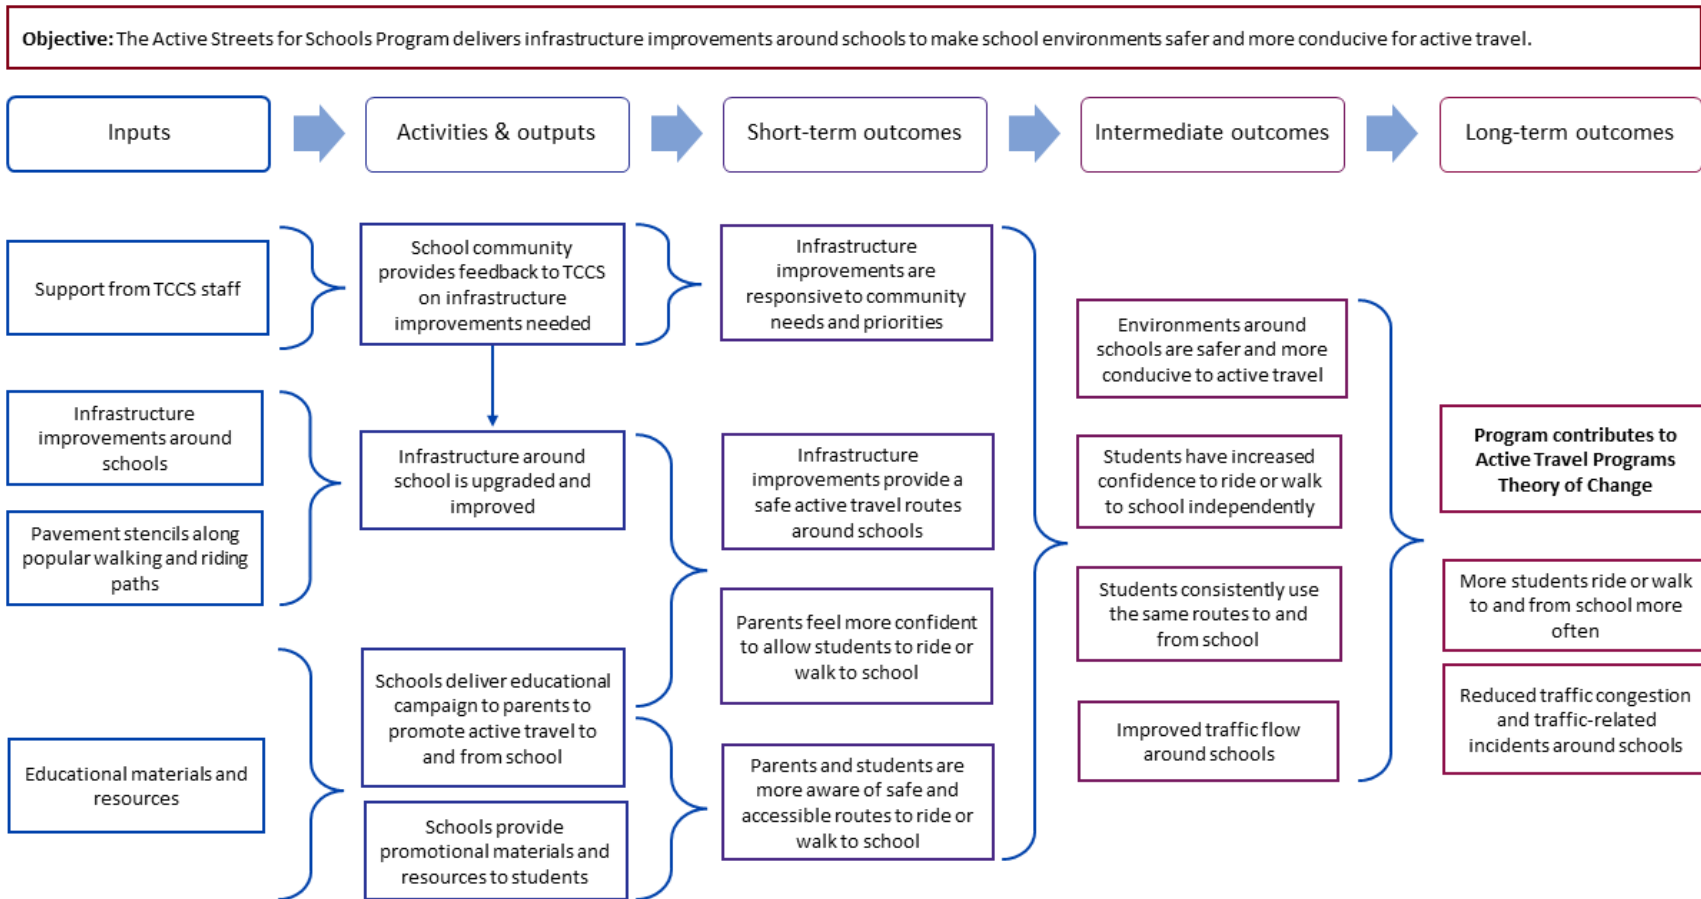 Objective: The Active Streets for Schools Program delivers infrastructure improvements around schools to make school environments safer and more conducive for active travel.
Inputs
Activities & outputs
Short-term outcomes
Intermediate outcomes
Long-term outcomes
Support from TCCS staff
Infrastructure
improvements around
schools
Pavement stencils along
popular walking and riding
paths
Educational materials and
resources
School community
provides feedback to TCCS
on infrastructure
improvements needed
Infrastructure around
school is upgraded and
improved
Schools deliver educational
campaign to parents to
promote active travel to
and from school
Schools provide
promotional materials and
resources to students
Infrastructure
improvements are
responsive to community
needs and priorities
Infrastructure
improvements provide a
safe active travel routes
around schools
Parents feel more confident
to allow students to ride or
walk to school
Parents and students are
more aware of safe and
accessible routes to ride or
walk to school
Environments around
schools are safer and more
conducive to active travel
Students have increased
confidence to ride or walk
to school independently
Students consistently use
the same routes to and
from school
Improved traffic flow
around schools
Program contributes to
Active Travel Programs
Theory of Change
More students ride or walk
to and from school more
often
Reduced traffic congestion
and traffic-related
incidents around schools